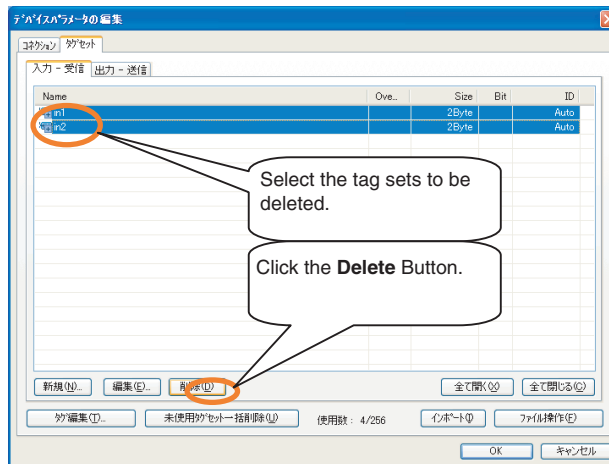 ﾃﾞﾊﾞｲｽﾊﾟﾗﾒｰﾀの編集
ｺﾈｸｼｮﾝ ﾀｸﾞｾｯﾄ
入力 - 受信 出力 - 送信
Name Ove... Size Bit ID
in1 2Byte Auto
in2 2Byte Auto
Select the tag sets to be
deleted.
Click the Delete Button.
新規(N)... 編集(E)... 削除(D) 全て開く(X) 全て閉じる(C)
ﾀｸﾞ編集(T)... 未使用ﾀｸﾞｾｯﾄ一括削除(U) 使用数 : 4/256 ｲﾝﾎﾟｰﾄ(I) ﾌｧｲﾙ操作(F)
OK ｷｬﾝｾﾙ